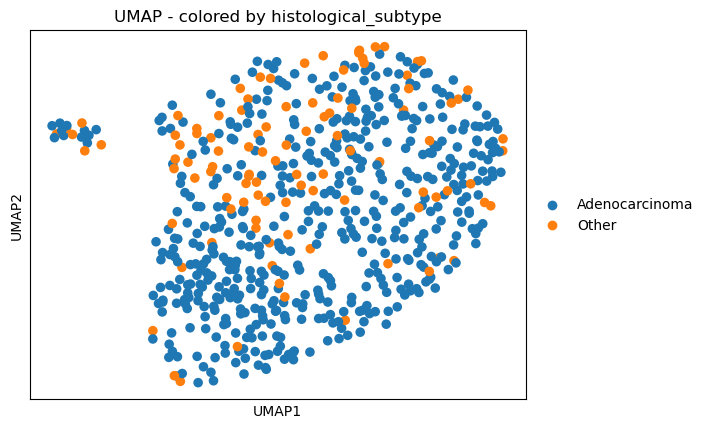 UMAP - colored by histological_subtype
UMAP2
Adenocarcinoma
Other
UMAP1